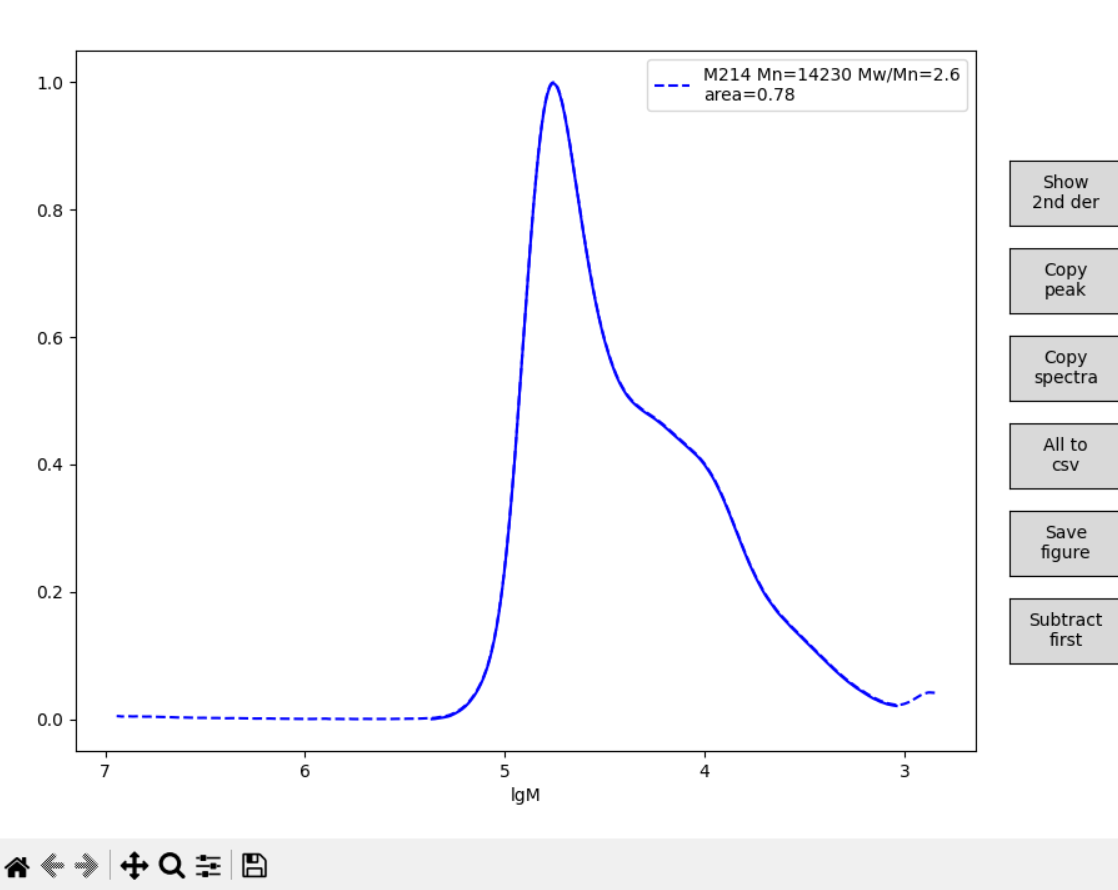 M214 Mn=14230 Mw/Mn=2.6
area=0.78
1.0
0.8
0.6
0.4
0.2
0.0
7 6 5 4 3
lgM
Show
2nd der
Copy
peak
Copy
spectra
All to
csv
Save
figure
Subtract
first